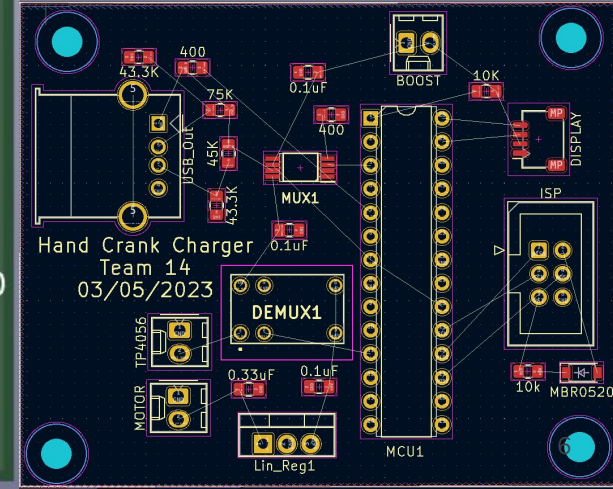 400
BOOST
43.3K
0.1uF
10K
75K
400
USB_Out
45K
DISPLAY
MP
MP
MUX1
ISP
43.3K
0.1uF
Hand Crank Charger
Team 14
03/05/2023
DEMUX1
TP4056
0.33uF
0.1uF
10k
MBR0520
MOTOR
Lin_Reg1
MCU1
6
S
S